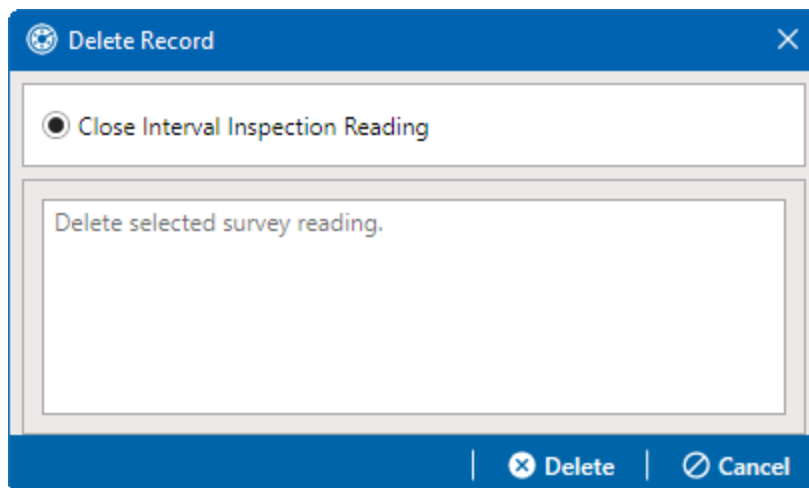 Delete Record
Close Interval Inspection Reading
Delete selected survey reading.
Delete
Cancel